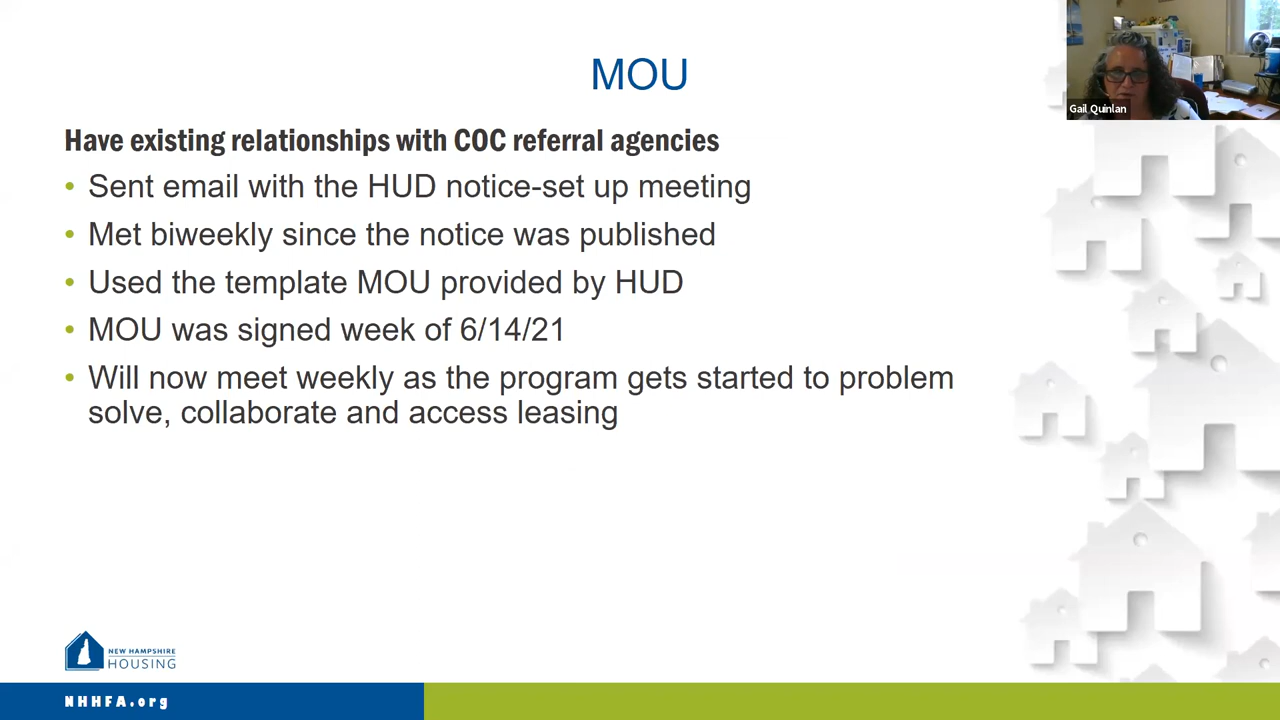 MOU
Gail Quinlan
Have existing relationships with COC referral agencies
• Sent email with the HUD notice-set up meeting
• Met biweekly since the notice was published
• Used the template MOU provided by HUD
• MOU was signed week of 6/14/21
• Will now meet weekly as the program gets started to problem
solve, collaborate and access leasing
NEW HAMPSHIRE
HOUSING
NHHFA.org